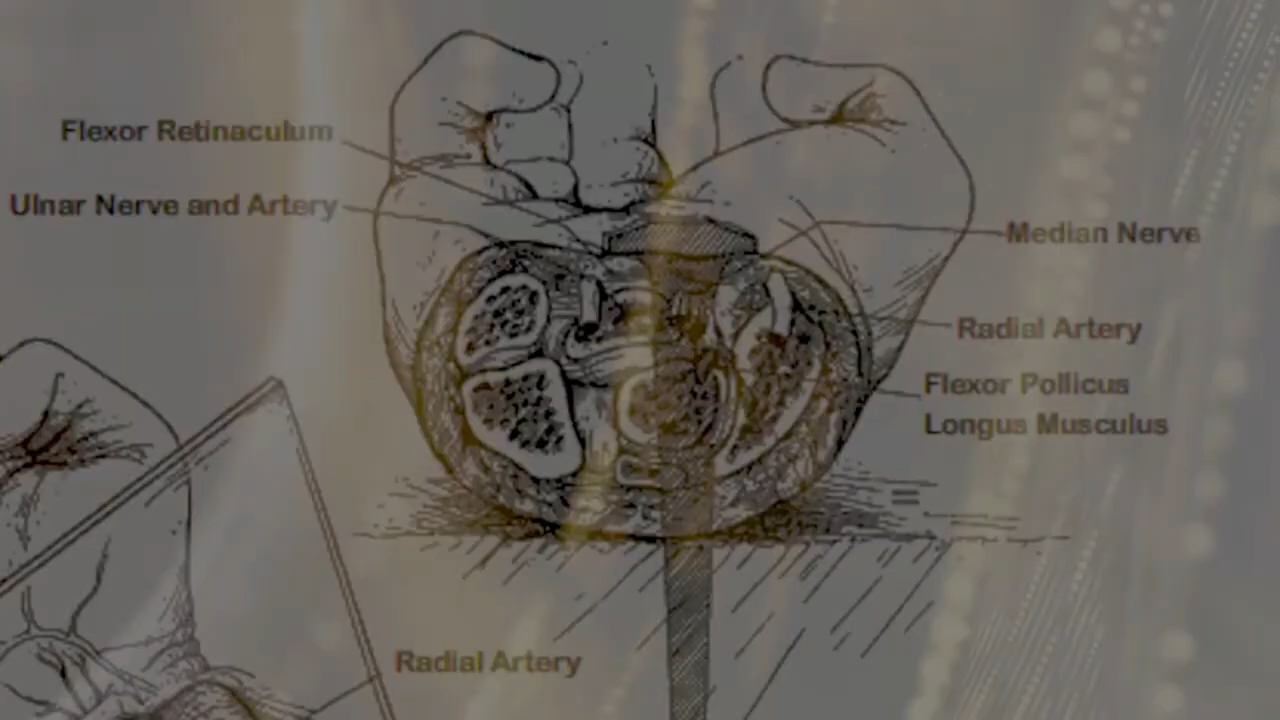 Flexor Retinaculum
Ulnar Nerve and Artery
Median Nerve
Radial Artery
Flexor Pollicus
Longus Musculus
Radial Artery